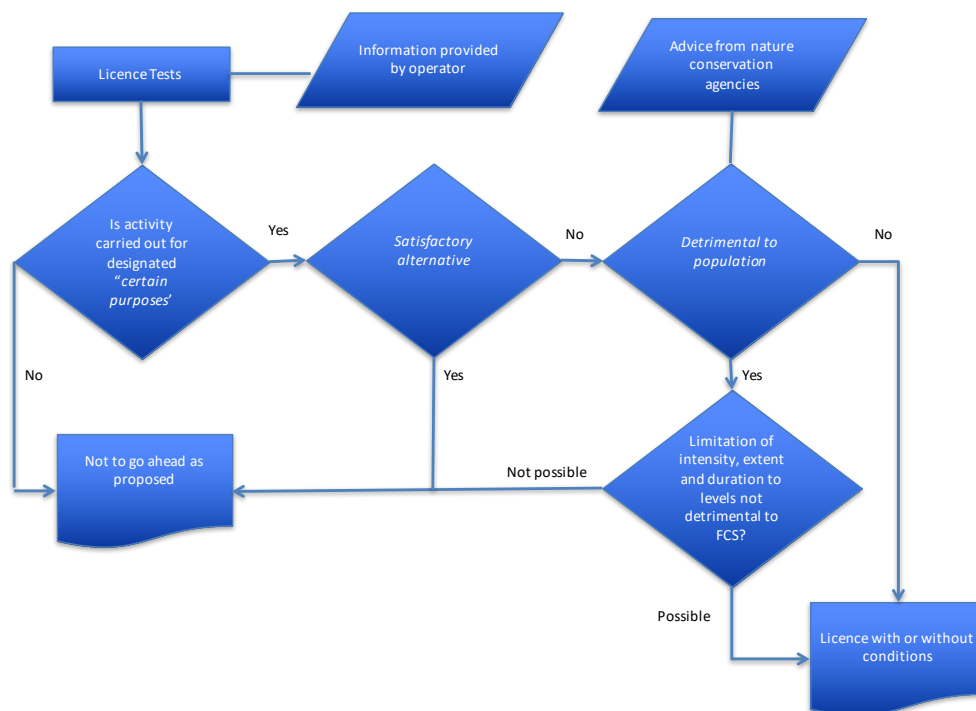 Licence Tests
Information provided
by operator
Advice from nature
conservation
agencies
Is activity
carried out for
designated
“certain
purposes’
Yes
Satisfactory
alternative
No
Detrimental to
population
No
No
Yes
Yes
Not to go ahead as
proposed
Not possible
Limitation of
intensity, extent
and duration to
levels not
detrimental to
FCS?
Possible
Licence with or without
conditions